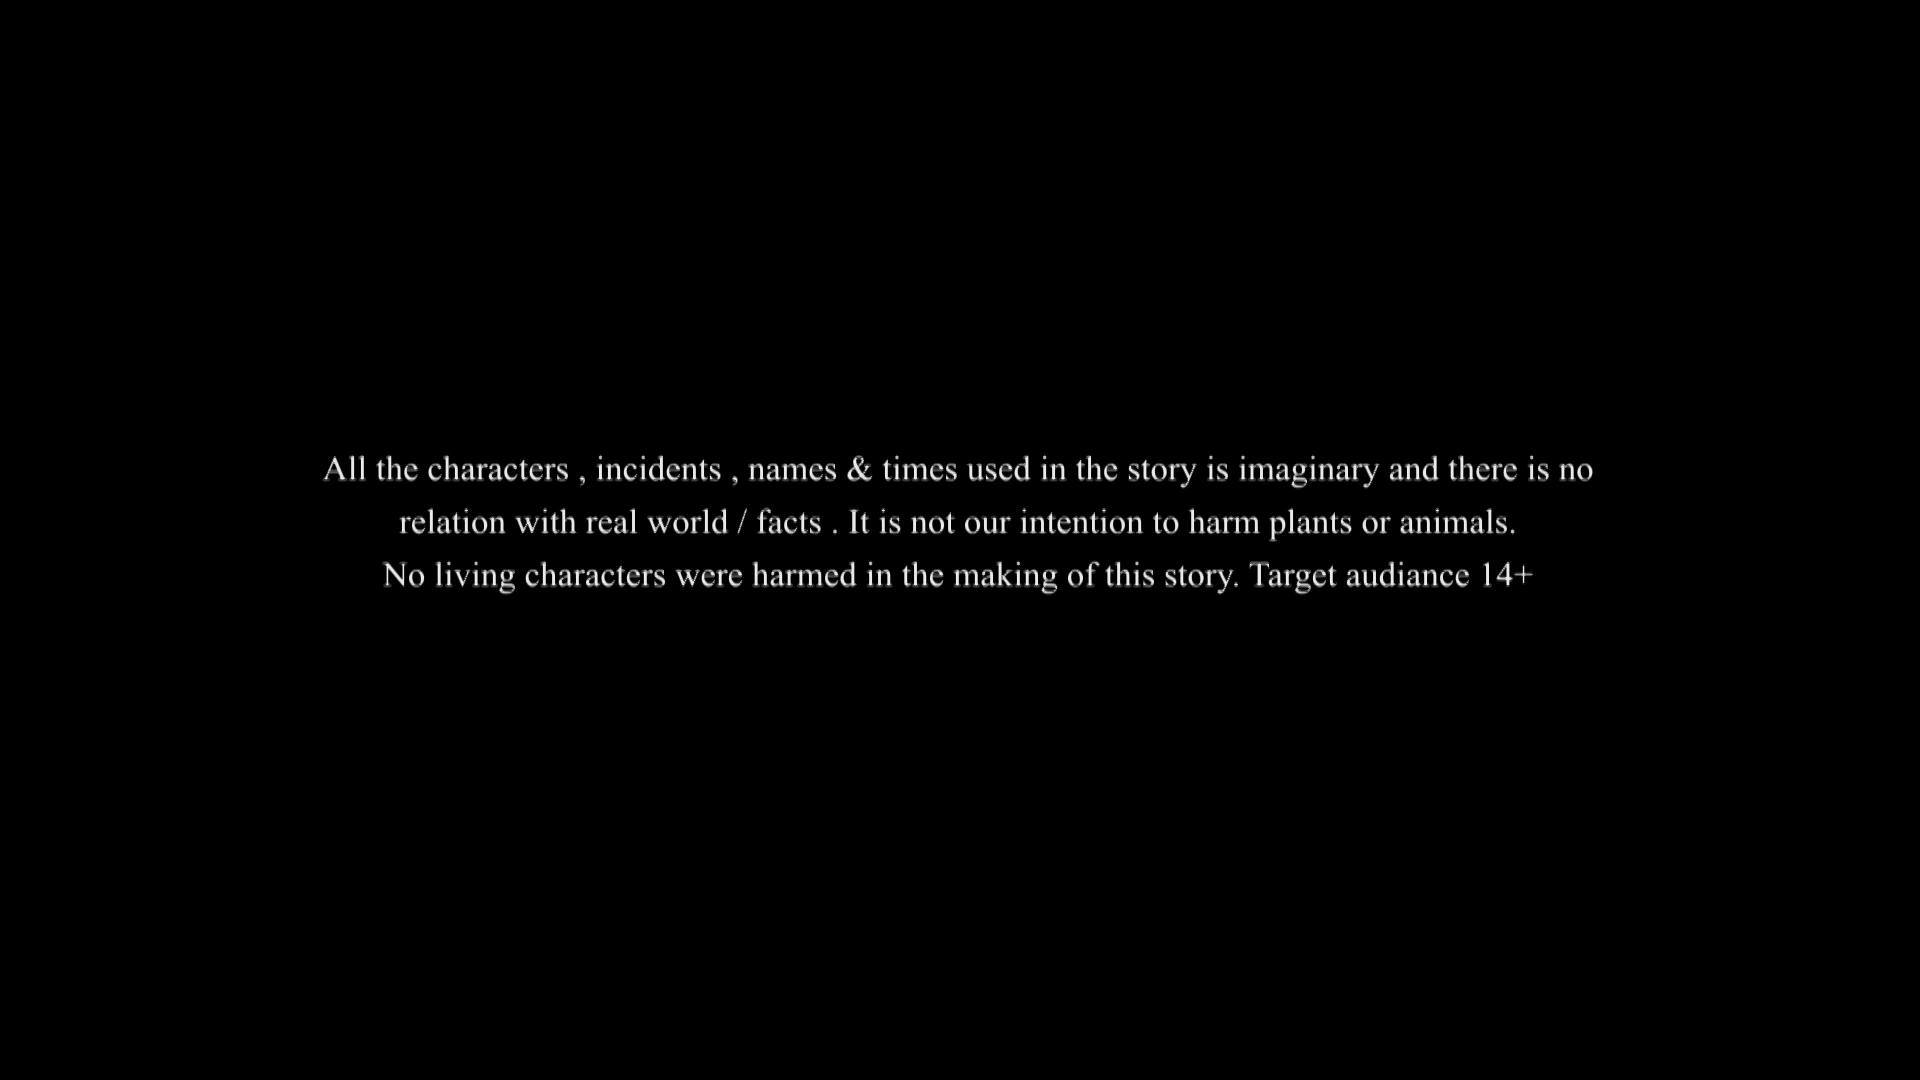 All the characters , incidents , names & times used in the story is imaginary and there is no
relation with real world / facts . It is not our intention to harm plants or animals.
No living characters were harmed in the making of this story. Target audiance 14+